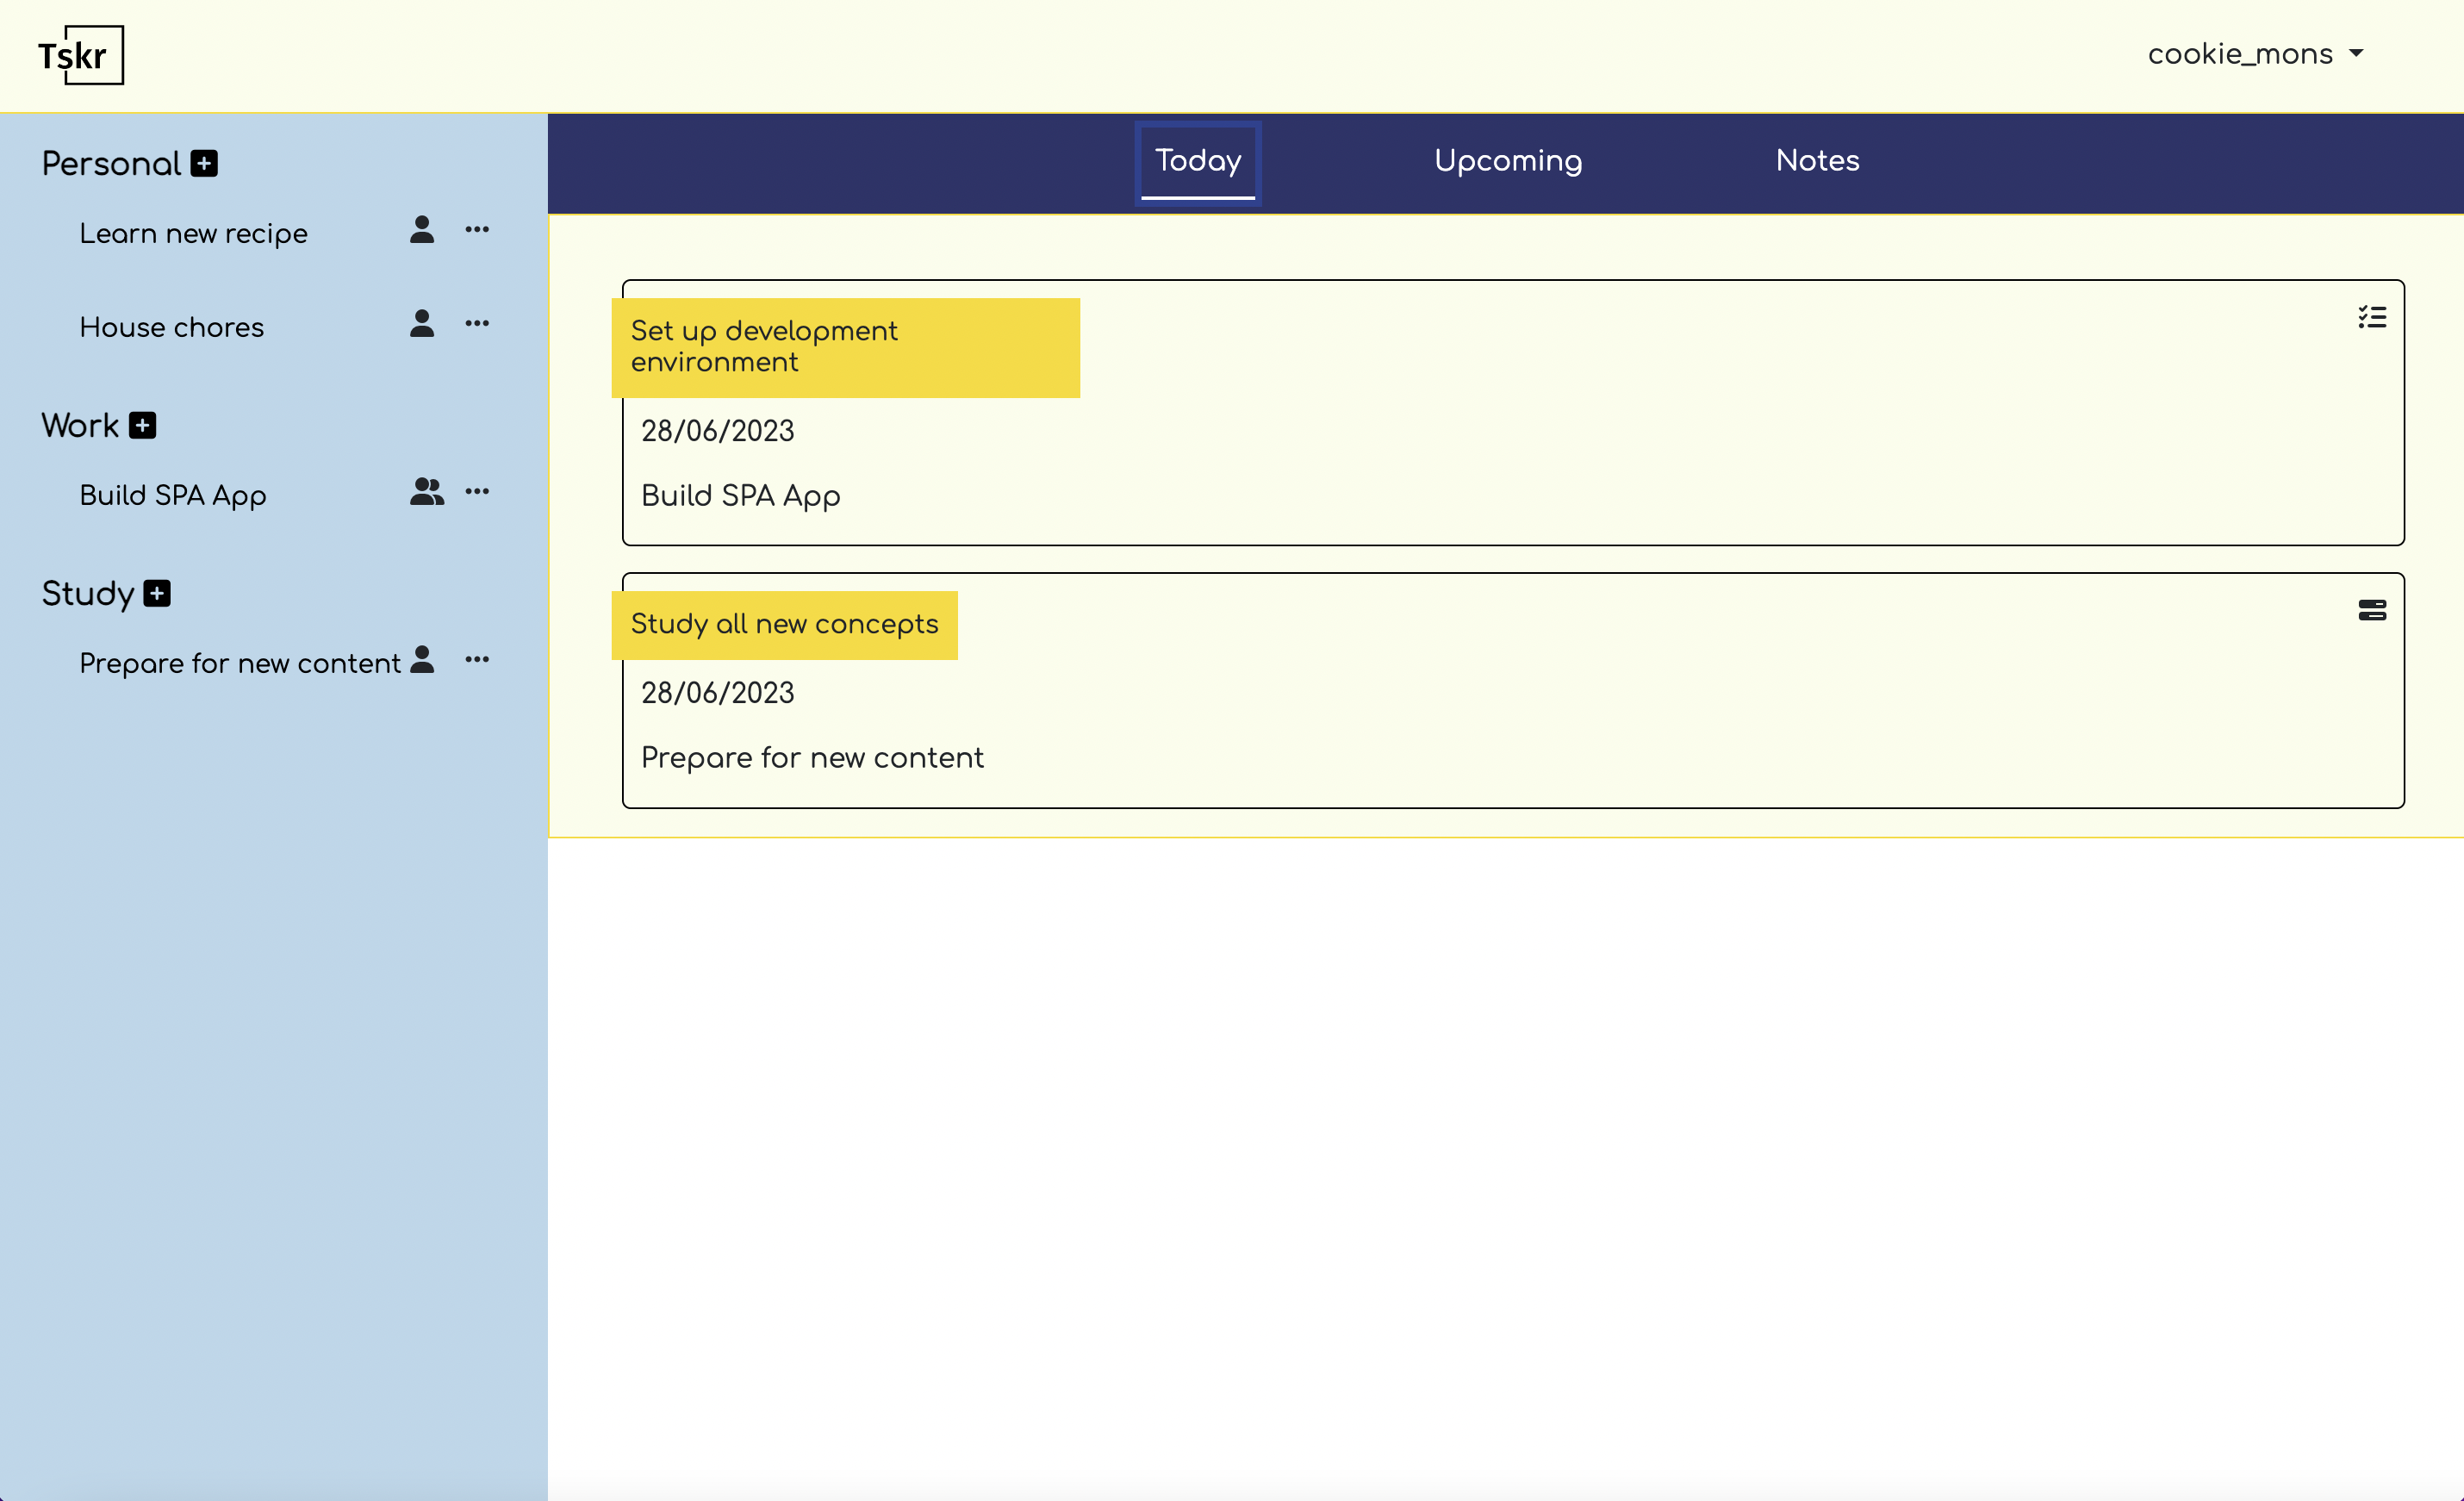 Tskr
cookie_mons
Personal
Learn new recipe
House chores
Work
Build SPA App
Study
Prepare for new content
Today
Upcoming
Notes
Set up development
environment
28/06/2023
Build SPA App
Study all new concepts
28/06/2023
Prepare for new content